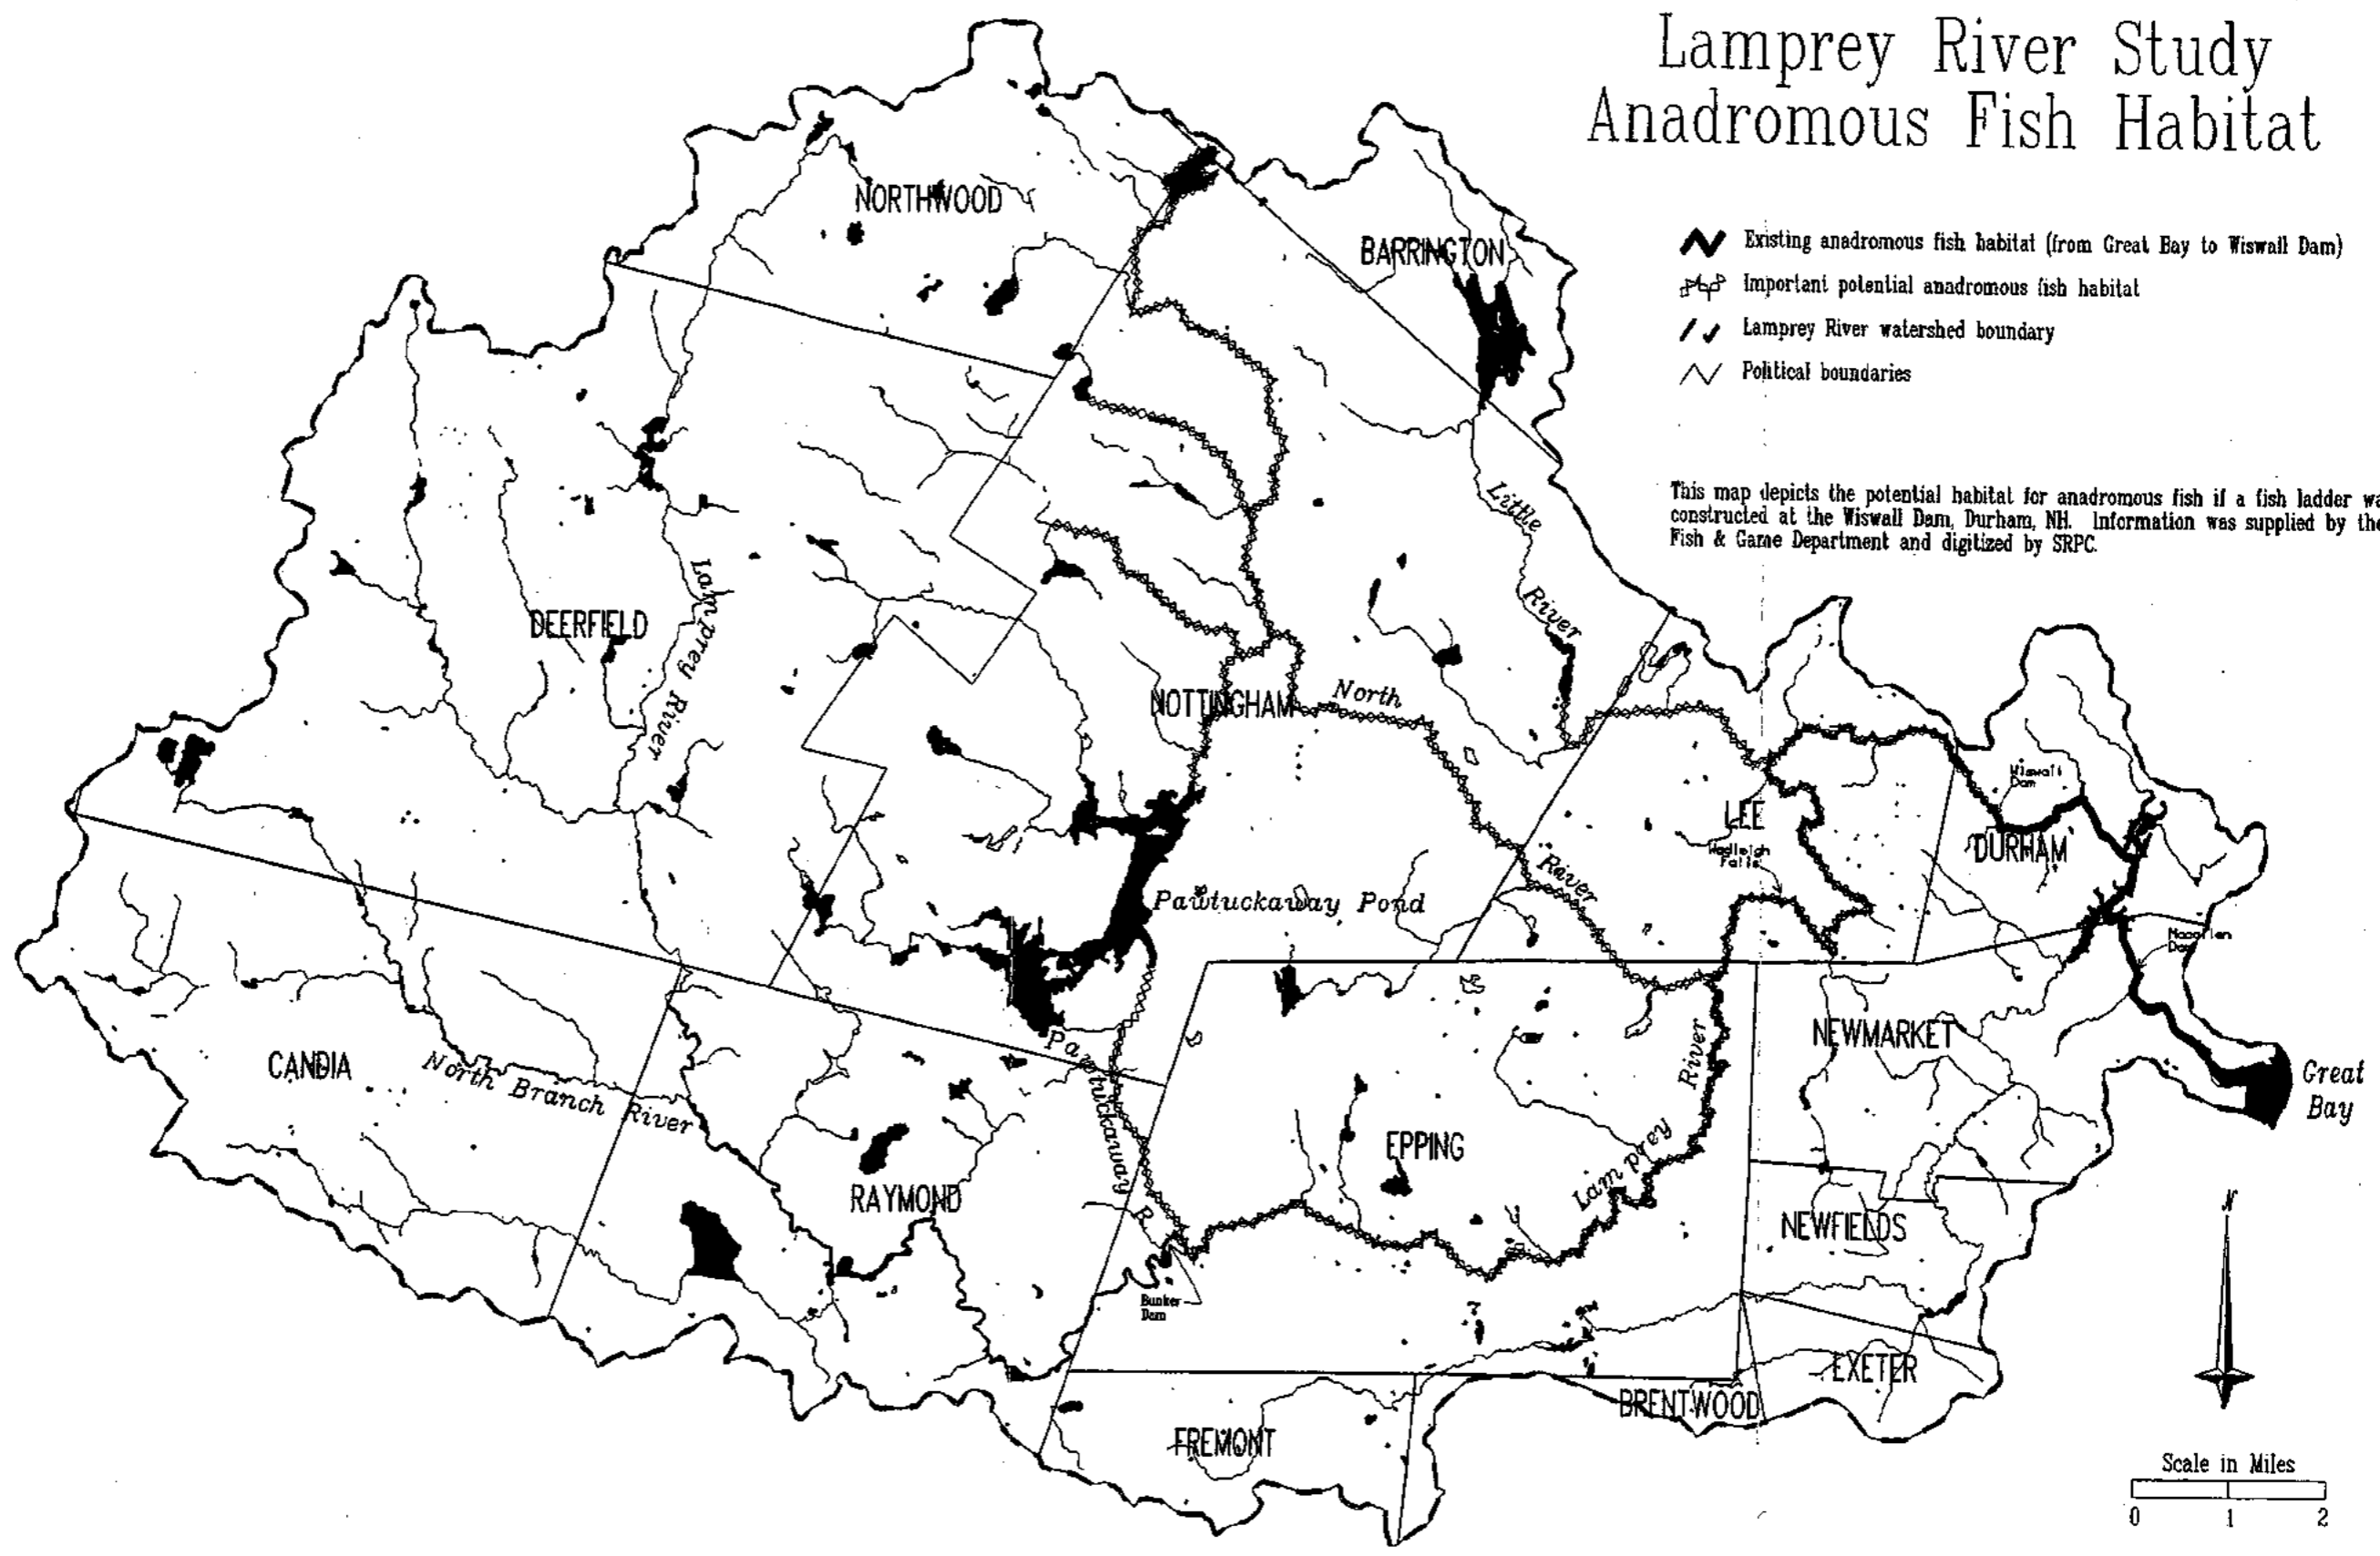 Lamprey River Study
Anadromous Fish Habitat
Existing anadromous fish habitat (from Great Bay to Wiswall Dam)
Important potential anadromous fish habitat
Lamprey River watershed boundary
Political boundaries
This map depicts the potential habitat for anadromous fish if a fish ladder wa
constructed at the Wiswall Dam, Durham, NH. Information was supplied by the
Fish & Game Department and digitized by SRPC.
NORTHWOOD
BARRINGTON
Little
River
Lamprey River
DEERFIELD
NOTTINGHAM
North
River
Wiswall
Dam
LEE
Wadleigh
Falls
DURHAM
Pawtuckaway Pond
Dam
NEWMARKET
Great
Bay
CANDIA
North Branch River
Pawtuckaway R.
EPPING
Lamprey
River
RAYMOND
NEWFIELDS
Bunker
Dam
EXETER
BRENTWOOD
FREMONT
N
Scale in Miles
0 1 2